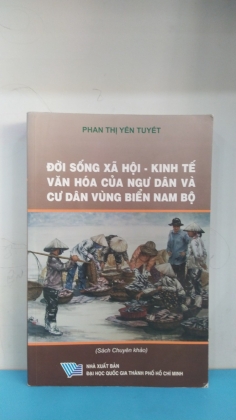 PHAN THỊ YẾN TUYẾT
ĐỜI SỐNG XÃ HỘI - KINH TẾ
VĂN HÓA CỦA NGƯ DÂN VÀ
CƯ DÂN VÙNG BIỂN NAM BỘ
(Sách Chuyên khảo)
NHÀ XUẤT BẢN
ĐẠI HỌC QUỐC GIA THÀNH PHỐ HỒ CHÍ MINH